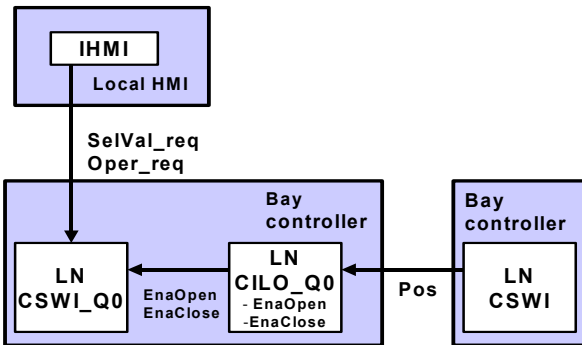 IHMI
Local HMI
SelVal_req
Oper_req
Bay
controller
LN
CSWI_Q0
EnaOpen
EnaClose
LN
CILO_Q0
- EnaOpen
-EnaClose
Pos
Bay
controller
LN
CSWI